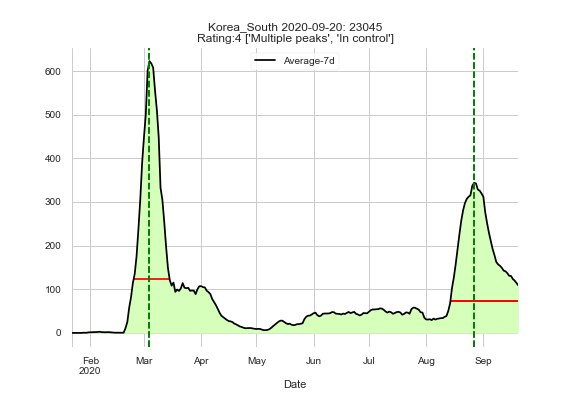 Korea_South 2020-09-20: 23045
Rating:4 ['Multiple peaks', 'In control']
Average-7d
600
500
400
300
200
100
0
Feb Mar Apr May Jun Jul Aug Sep
2020
Date